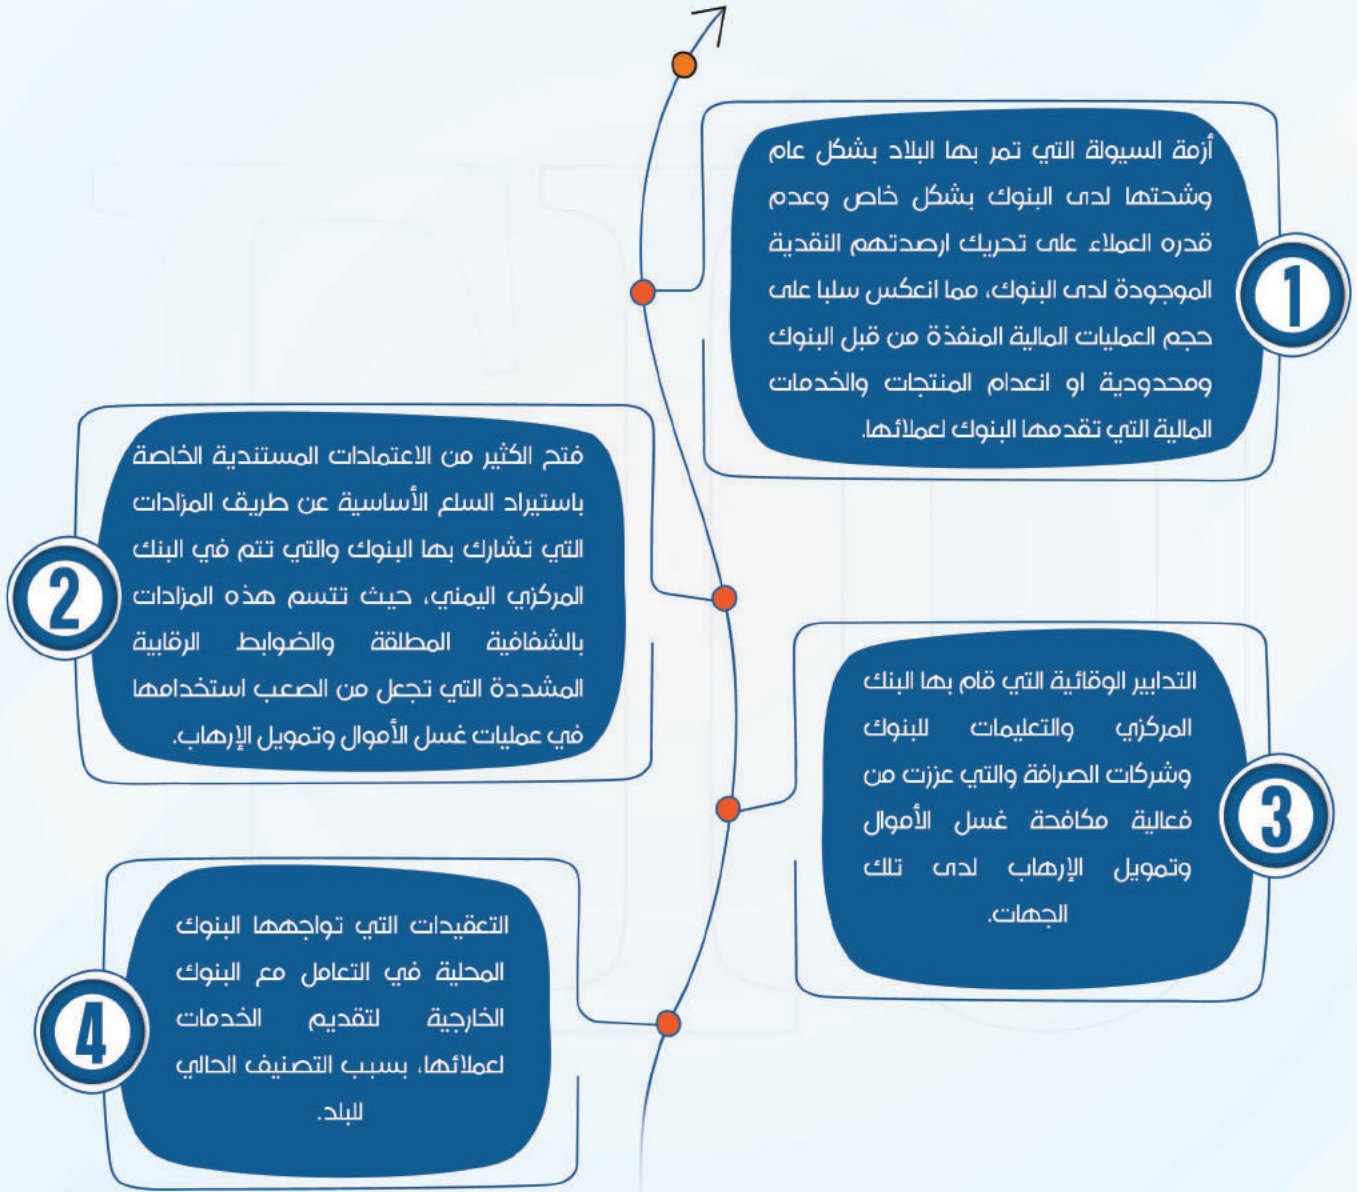 1
أزمة السيولة التي تمر بها البلاد بشكل عام
وشحتها لدى البنوك بشكل خاص وعدم
قدره العملاء على تحريك ارصدتهم النقدية
الموجودة لدى البنوك، مما انعكس سلبا على
حجم العمليات المالية المنفذة من قبل البنوك
ومحدودية او انعدام المنتجات والخدمات
المالية التي تقدمها البنوك لعملائها.
2
فتح الكثير من الاعتمادات المستندية الخاصة
باستيراد السلع الأساسية عن طريق المزادات
التي تشارك بها البنوك والتي تتم في البنك
المركزي اليمني، حيث تتسم هذه المزادات
بالشفافية المطلقة والضوابط الرقابية
المشددة التي تجعل من الصعب استخدامها
في عمليات غسل الأموال وتمويل الإرهاب.
3
التدابير الوقائية التي قام بها البنك
المركزي والتعليمات للبنوك
وشركات الصرافة والتي عززت من
فعالية مكافحة غسل الأموال
وتمويل الإرهاب لدى تلك
الجهات.
4
التعقيدات التي تواجهها البنوك
المحلية في التعامل مع البنوك
الخارجية لتقديم الخدمات
لعملائها، بسبب التصنيف الحالي
للبلد.